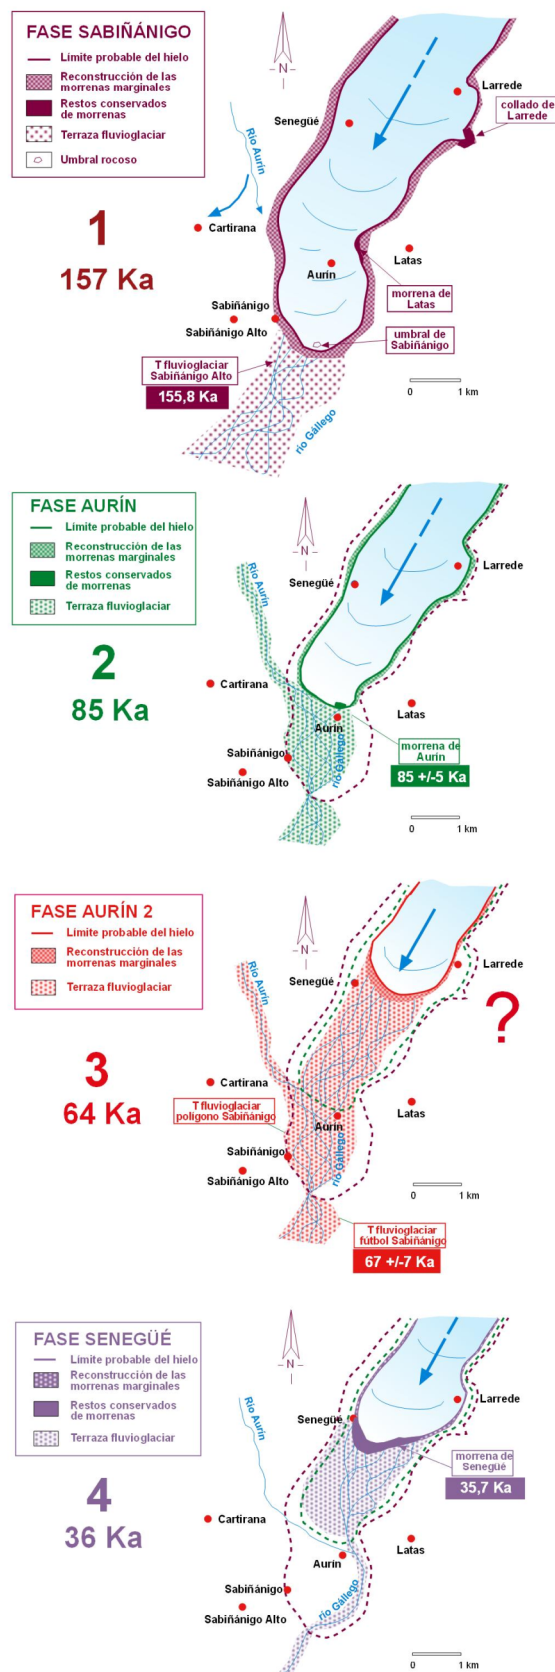 FASE SABIÑÁNIGO
Límite probable del hielo
Reconstrucción de las
morrenas marginales
Restos conservados
de morrenas
Terraza fluvioglaciar
Umbral rocoso
N
Larrede
collado de
Larrede
Senegüé
Río Aurín
Cartirana
1
157 Ka
Latas
Aurín
morrena de
Latas
Sabiñánigo
Sabiñánigo Alto
umbral de
Sabiñánigo
T fluvioglaciar
Sabiñánigo Alto
155,8 Ka
río Gállego
0 1 km
FASE AURÍN
Límite probable del hielo
Reconstrucción de las
morrenas marginales
Restos conservados
de morrenas
Terraza fluvioglaciar
N
Río Aurín
Senegüé
Larrede
2
85 Ka
Cartirana
Latas
Aurín
Sabiñánigo
Sabiñánigo Alto
río Gállego
morrena de
Aurín
85 +/-5 Ka
0 1 km
FASE AURÍN 2
Límite probable del hielo
Reconstrucción de las
morrenas marginales
Terraza fluvioglaciar
N
Río Aurín
Senegüé
Larrede
?
3
64 Ka
Cartirana
T fluvioglaciar
polígono Sabiñánigo
Latas
Aurín
Sabiñánigo
Sabiñánigo Alto
río Gállego
0 1 km
T fluvioglaciar
fútbol Sabiñánigo
67 +/-7 Ka
FASE SENEGÜÉ
Límite probable del hielo
Reconstrucción de las
morrenas marginales
Restos conservados
de morrenas
Terraza fluvioglaciar
N
Río Aurín
Senegüé
Larrede
morrena de
Senegüé
35,7 Ka
4
36 Ka
Cartirana
Latas
Aurín
Sabiñánigo
Sabiñánigo Alto
río Gállego
0 1 km